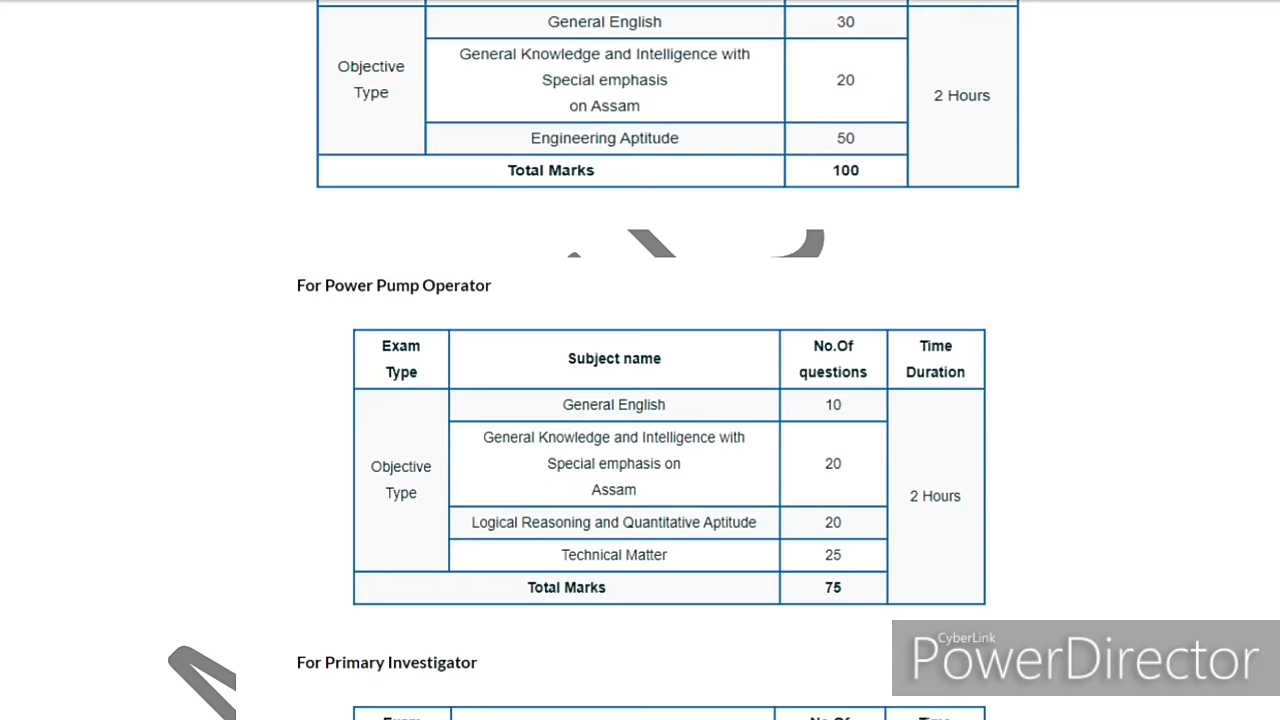 General English 30
General Knowledge and Intelligence with
Special emphasis
on Assam
20
Objective
Type
2 Hours
Engineering Aptitude 50
Total Marks 100
For Power Pump Operator
Exam
Type
Subject name
No.Of
questions
Time
Duration
General English 10
General Knowledge and Intelligence with
Special emphasis on
Assam
20
Objective
Type
2 Hours
Logical Reasoning and Quantitative Aptitude 20
Technical Matter 25
Total Marks 75
For Primary Investigator
CyberLink
PowerDirector